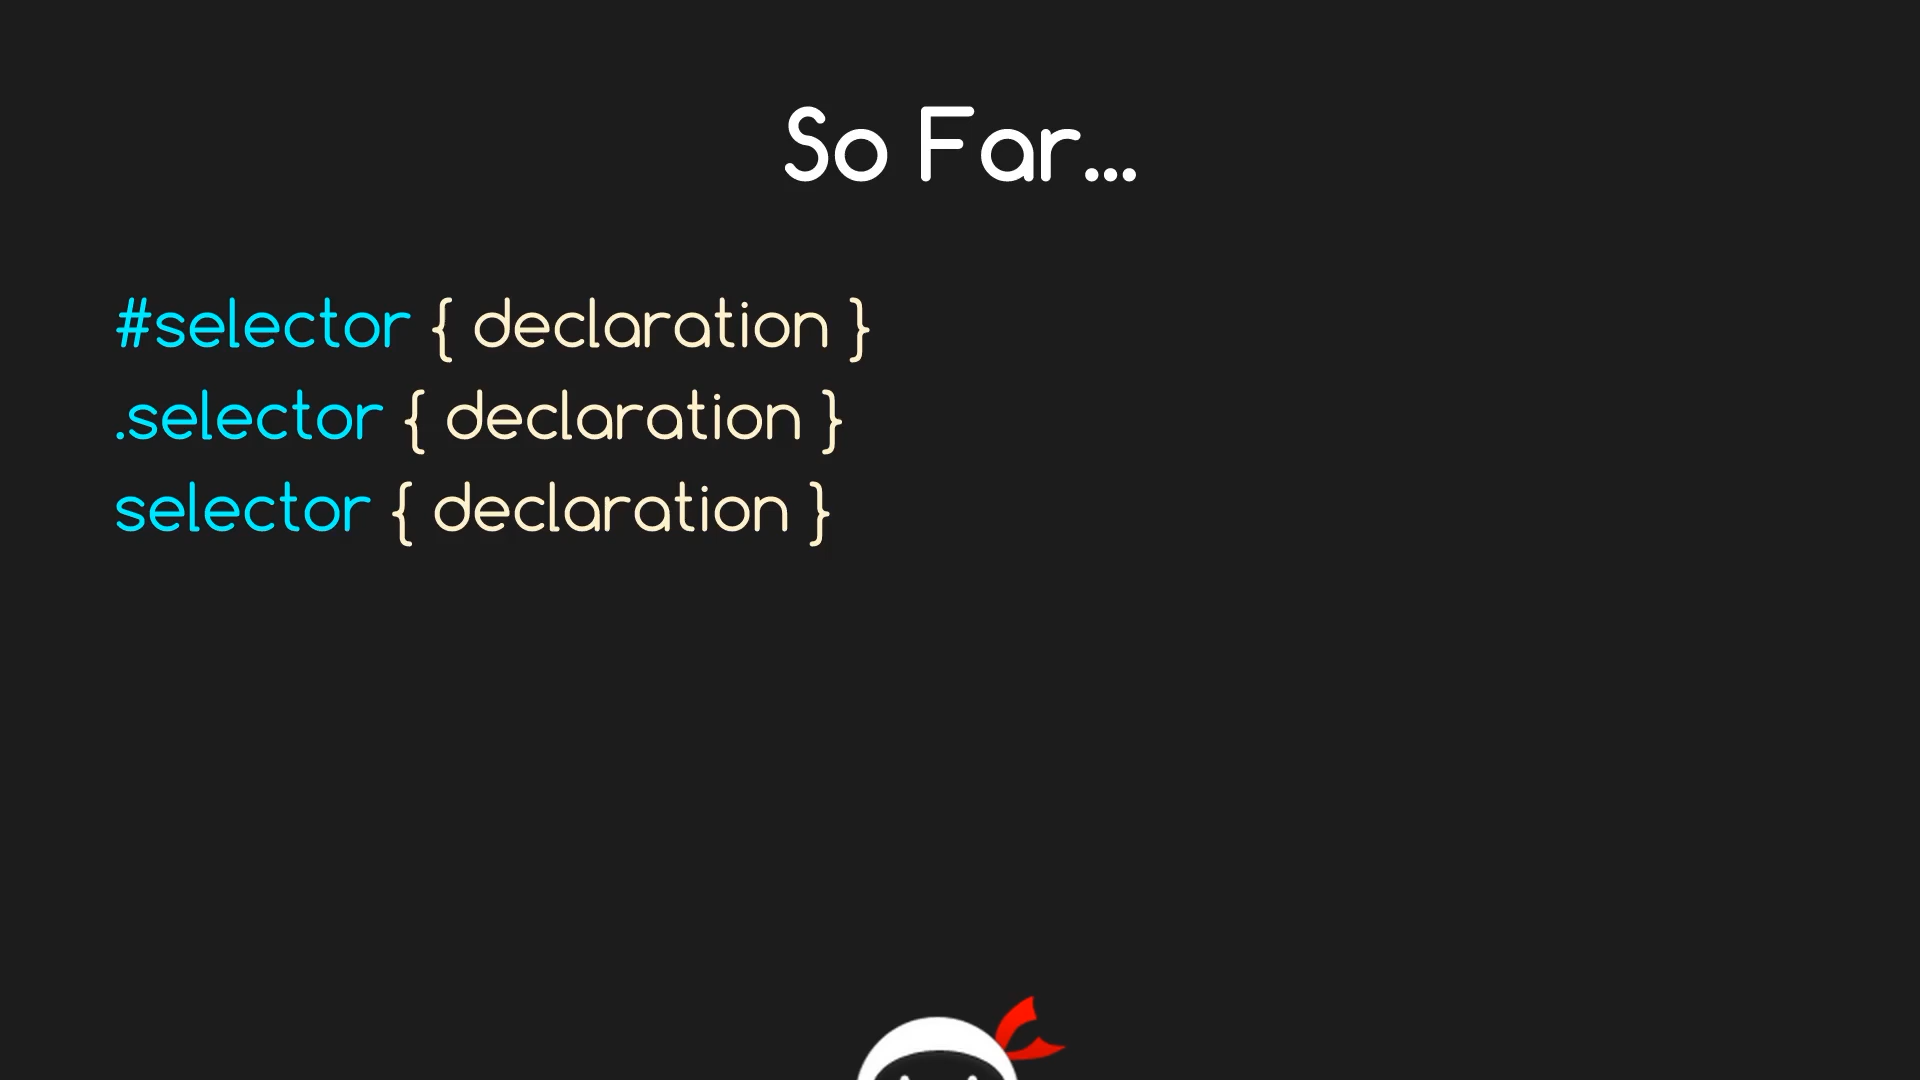 So Far...
#selector { declaration }
.selector { declaration }
selector { declaration }